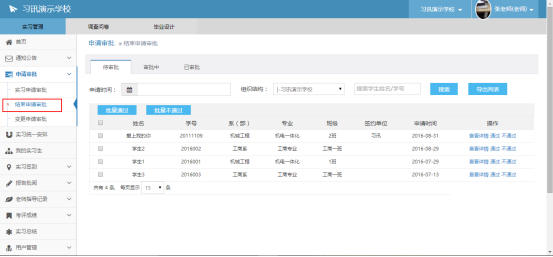 习讯演示学校
习讯演示学校
张老师(老师)
实习管理
调查问卷
毕业设计
首页
通知公告
申请审批
实习申请审批
结束申请审批
变更申请审批
实习统一安排
我的实习生
实习签到
报告批阅
老师指导记录
考评成绩
实习总结
用户管理
申请审批 » 结束申请审批
待审批 审批中 已审批
申请时间: 组织结构: |-习讯演示学校 搜索学生姓名/学号 搜索 导出列表
批量通过 批量不通过
姓名 学号 系(部) 专业 班级 签约单位 申请时间 操作
爱上我的你 20111109 机械工程 机电一体化 2班 习讯 2016-08-31 查看详情 通过 不通过
学生2 2016002 工商系 工商专业 工商一班 2016-08-29 查看详情 通过 不通过
学生1 2016001 机械工程 机电一体化 1班 2016-07-29 查看详情 通过 不通过
学生3 2016003 工商系 工商专业 工商一班 2016-07-13 查看详情 通过 不通过
共有 4 条, 每页显示 15 条